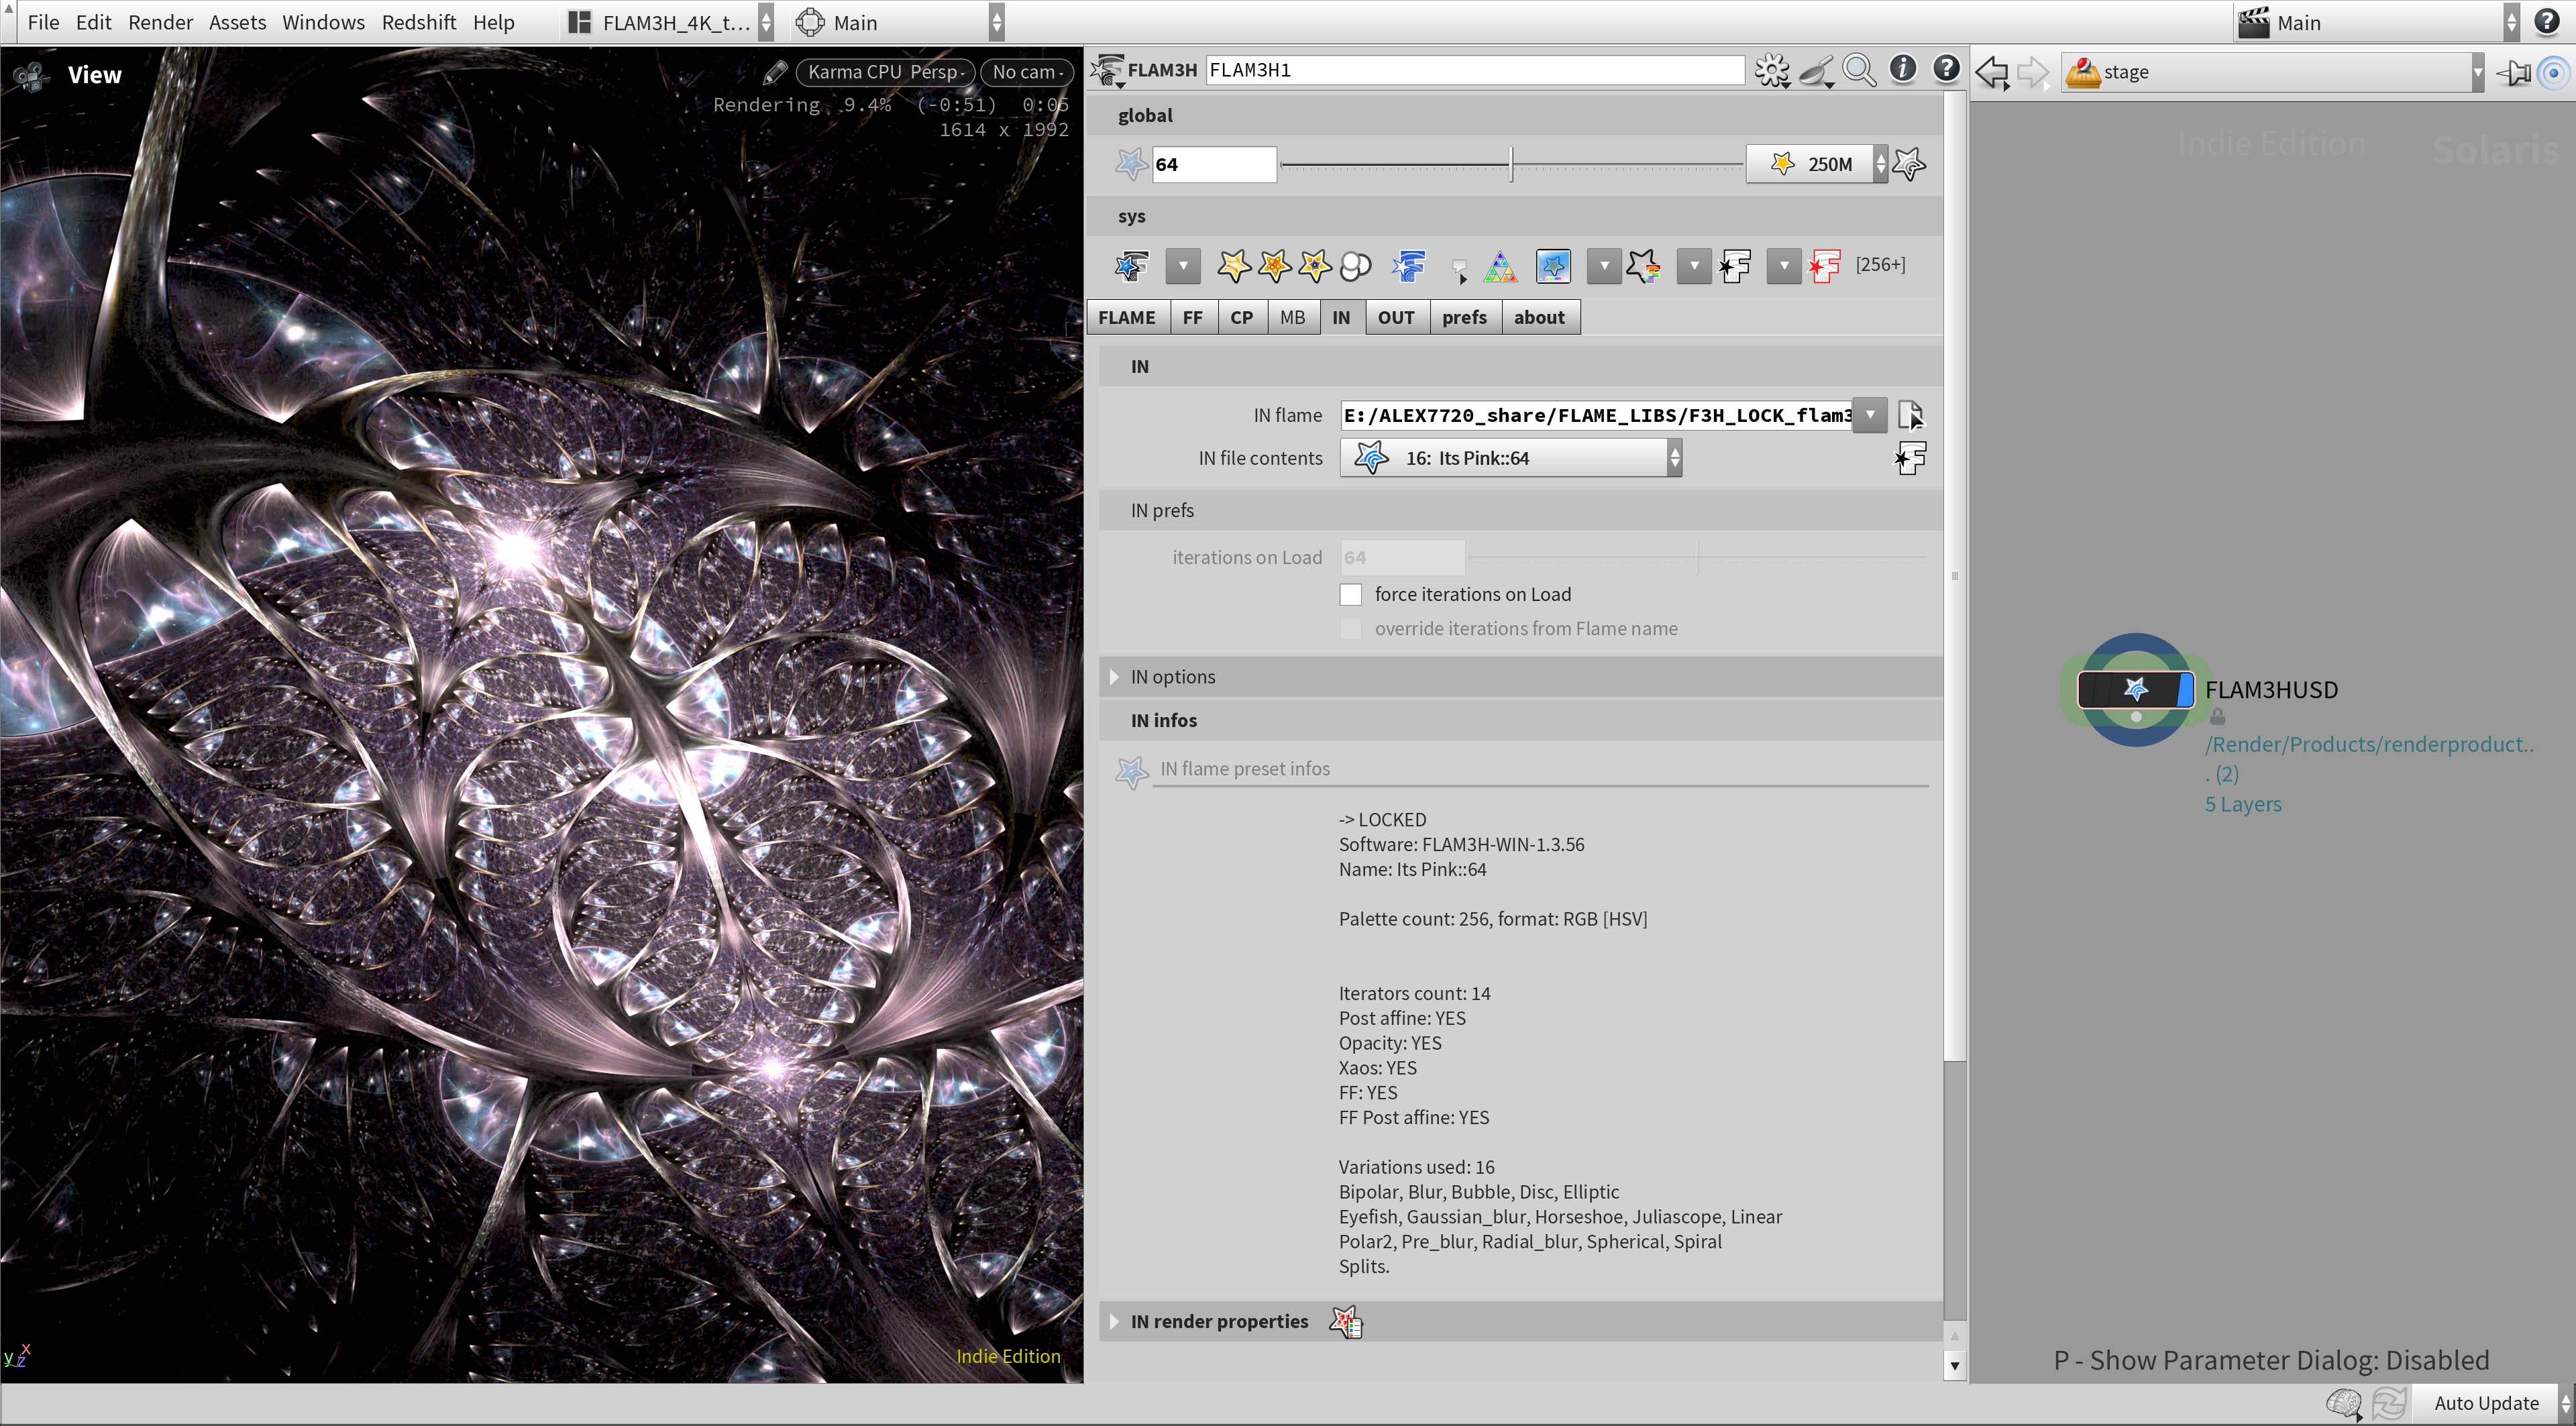 File Edit Render Assets Windows Redshift Help FLAM3H_4K_t... Main Main
View
Karma CPU Persp No cam
Rendering 9.4% (-0:51) 0:05
1614 x 1992
Indie Edition
x
y z
FLAM3H FLAM3H1
global
64 250M
sys
[256+]
FLAME FF CP MB IN OUT prefs about
IN
IN flame E:/ALEX7720_share/FLAME_LIBS/F3H_LOCK_flam3
IN file contents 16: Its Pink::64
IN prefs
iterations on Load 64
force iterations on Load
override iterations from Flame name
IN options
IN infos
IN flame preset infos
-> LOCKED
Software: FLAM3H-WIN-1.3.56
Name: Its Pink::64
Palette count: 256, format: RGB [HSV]
Iterators count: 14
Post affine: YES
Opacity: YES
Xaos: YES
FF: YES
FF Post affine: YES
Variations used: 16
Bipolar, Blur, Bubble, Disc, Elliptic
Eyefish, Gaussian_blur, Horseshoe, Juliascope, Linear
Polar2, Pre_blur, Radial_blur, Spherical, Spiral
Splits.
IN render properties
stage
Indie Edition Solaris
FLAM3HUSD
/Render/Products/renderproduct..
. (2)
5 Layers
P - Show Parameter Dialog: Disabled
Auto Update